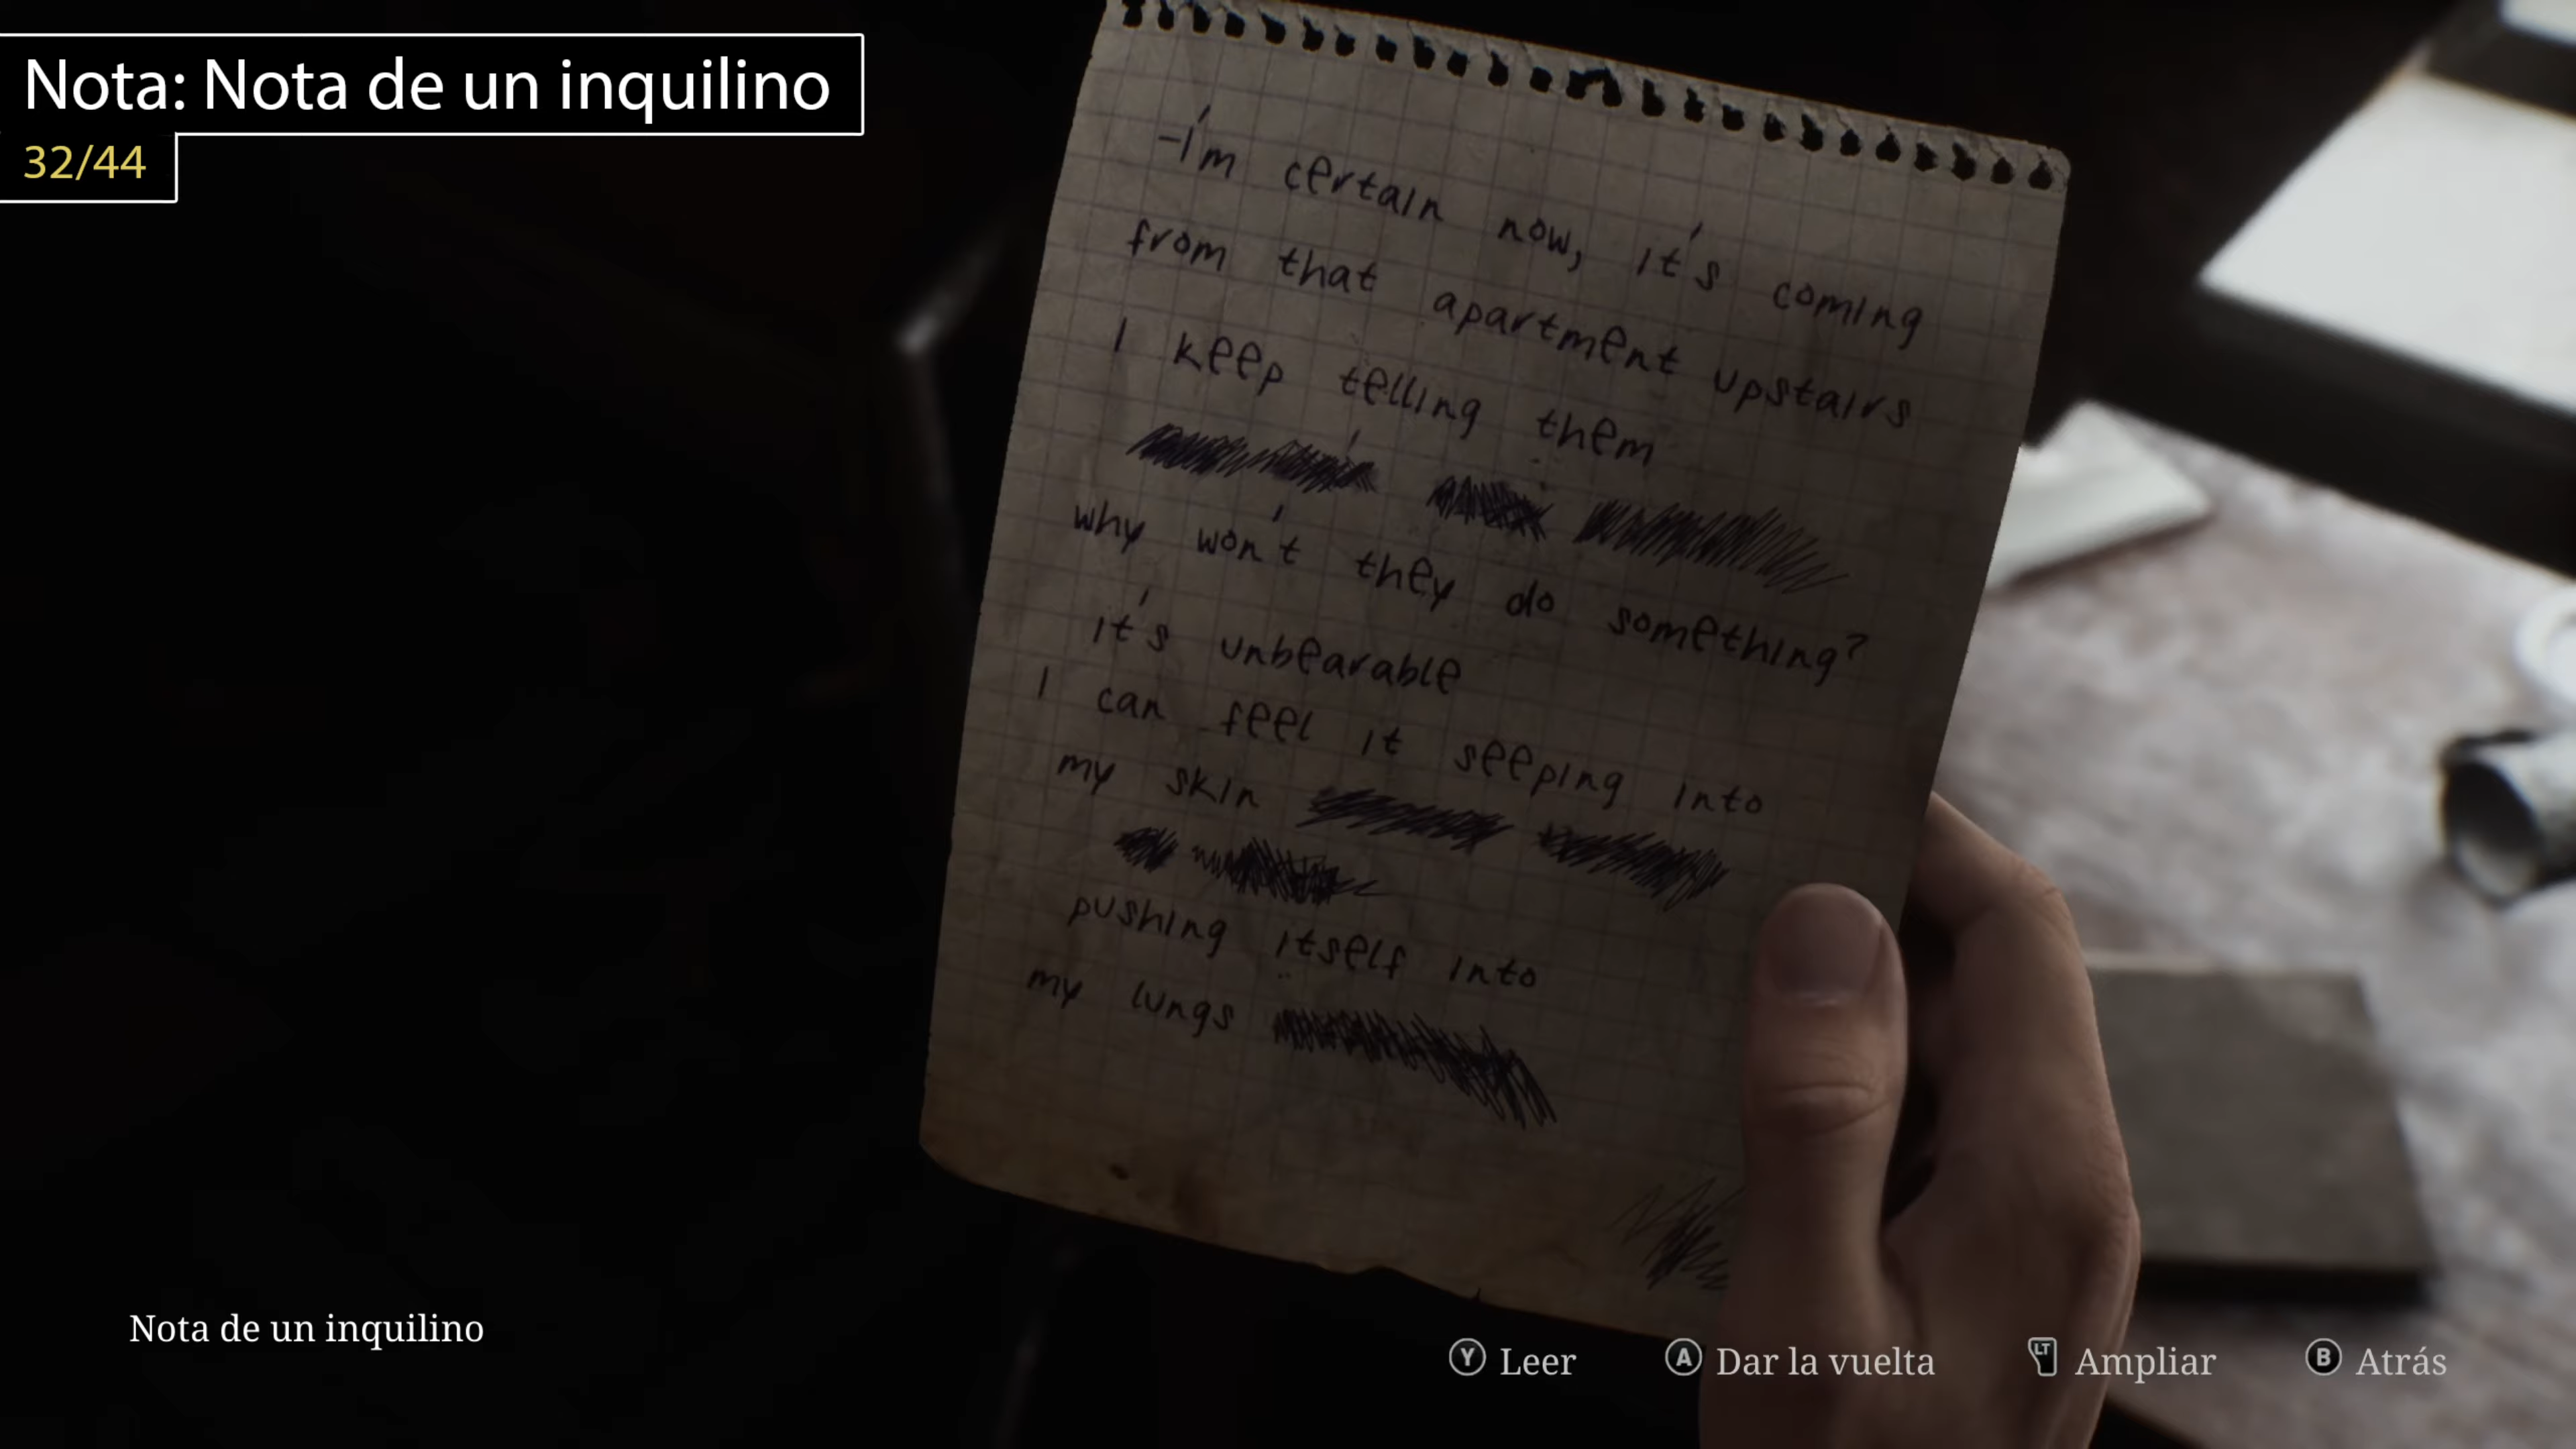 Nota: Nota de un inquilino
32/44
-I'm certain now, it's coming
from that apartment upstairs
I keep telling them
why won't they do something?
it's unbearable
I can feel it seeping into
my skin
pushing itself into
my lungs
Nota de un inquilino
Y Leer
A Dar la vuelta
LT Ampliar
B Atrás